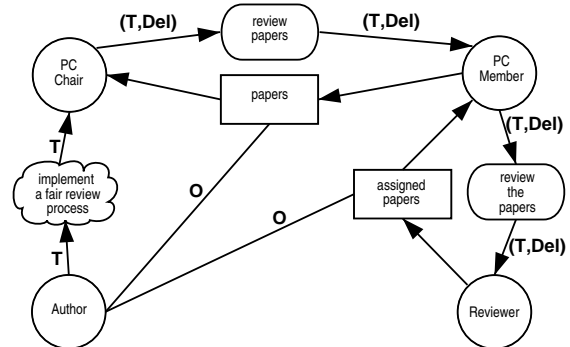 (T,Del)
review
papers
(T,Del)
PC
Chair
PC
Member
papers
T
(T,Del)
implement
a fair review
process
O
assigned
papers
review
the
papers
O
T
(T,Del)
Author
Reviewer